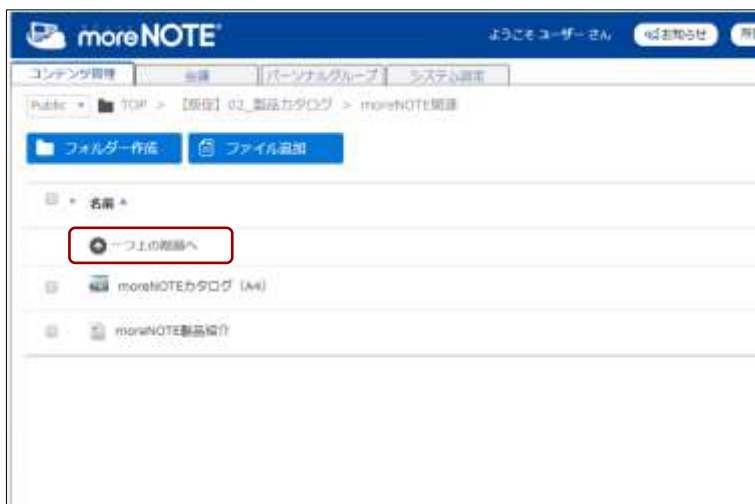 moreNOTE
ようこそ ユーザー さん お知らせ
コンテンツ管理 会議 パーソナルグループ システム設定
Public TOP > 02_製品カタログ > moreNOTE関連
フォルダー作成 ファイル追加
名前
一つ上の階層へ
moreNOTEカタログ (A4)
moreNOTE製品紹介